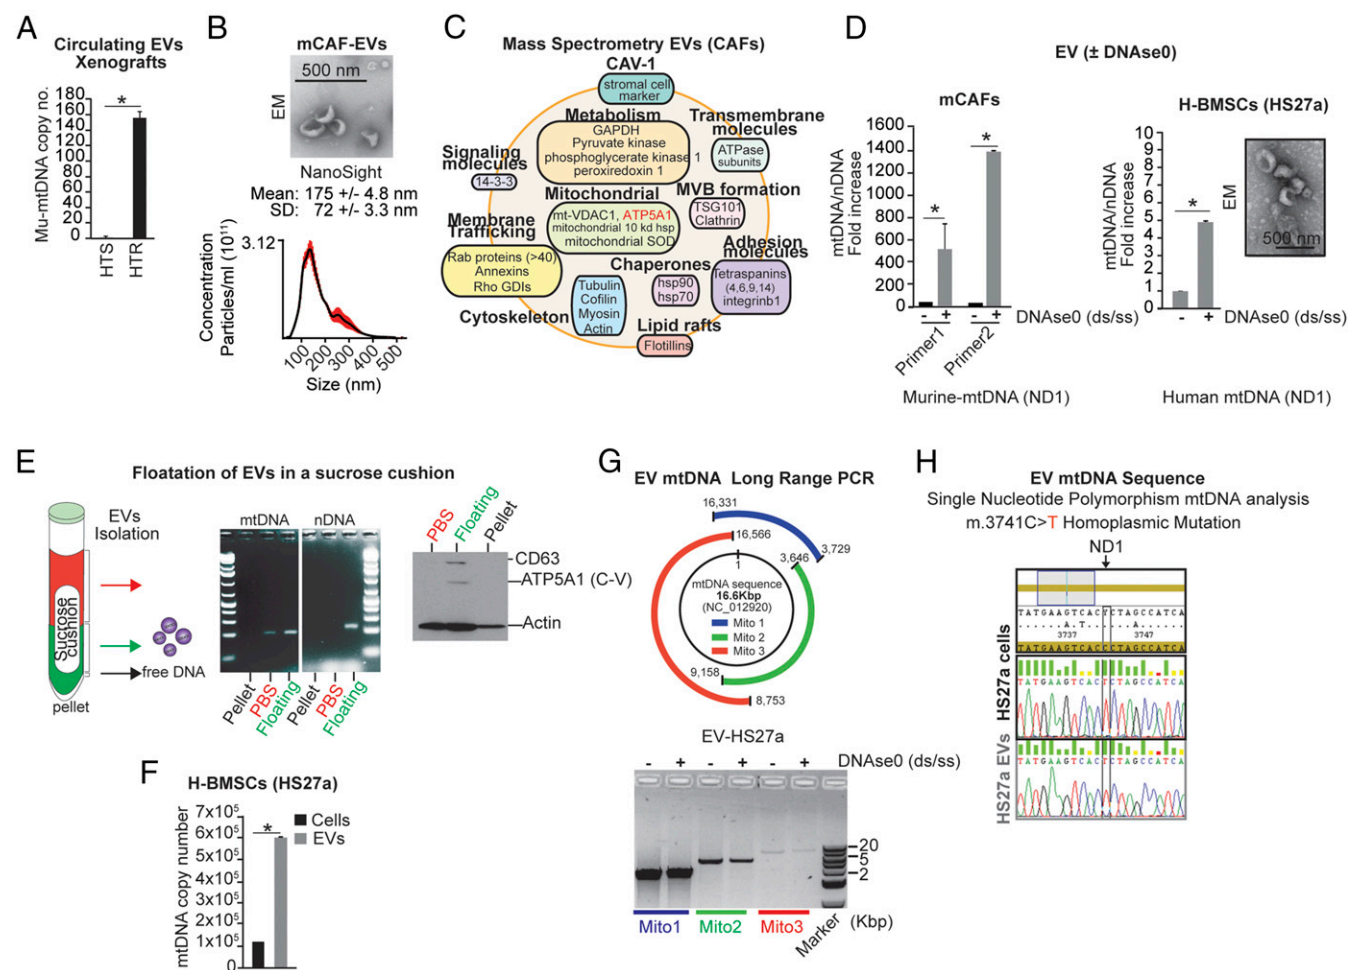 A
Circulating EVs
Xenografts
Mu-mtDNA copy no.
180
160
140
120
100
80
60
40
20
0
*
HTS
HTR
B
mCAF-EVs
500 nm
EM
NanoSight
Mean: 175 +/- 4.8 nm
SD: 72 +/- 3.3 nm
3.12
Concentration
Particles/ml (10¹¹)
100
200
300
400
500
Size (nm)
C
Mass Spectrometry EVs (CAFs)
CAV-1
stromal cell
marker
Metabolism
GAPDH
Pyruvate kinase
phosphoglycerate kinase 1
peroxiredoxin 1
Transmembrane
molecules
ATPase
subunits
Signaling
molecules
14-3-3
Mitochondrial
mt-VDAC1, ATP5A1
mitochondrial 10 kd hsp
mitochondrial SOD
MVB formation
TSG101
Clathrin
Membrane
Trafficking
Rab proteins (>40)
Annexins
Rho GDIs
Adhesion
molecules
Tetraspanins
(4,6,9,14)
integrinb1
Chaperones
hsp90
hsp70
Cytoskeleton
Tubulin
Cofilin
Myosin
Actin
Lipid rafts
Flotillins
D
EV (± DNAse0)
mCAFs
mtDNA/nDNA
Fold increase
1600
1400
1200
1000
800
600
400
200
0
*
*
- + - + DNAse0 (ds/ss)
Primer1
Primer2
Murine-mtDNA (ND1)
H-BMSCs (HS27a)
mtDNA/nDNA
Fold increase
10
9
8
7
6
5
4
3
2
1
0
*
- + DNAse0 (ds/ss)
EM
500 nm
Human mtDNA (ND1)
E
Floatation of EVs in a sucrose cushion
EVs
Isolation
Sucrose
cushion
free DNA
pellet
mtDNA
nDNA
Pellet
PBS
Floating
Pellet
PBS
Floating
PBS
Floating
Pellet
CD63
ATP5A1 (C-V)
Actin
F
H-BMSCs (HS27a)
mtDNA copy number
7x10⁵
6x10⁵
5x10⁵
4x10⁵
3x10⁵
2x10⁵
1x10⁵
0
*
Cells
EVs
G
EV mtDNA Long Range PCR
16,331
16,566
3,646
3,729
1
mtDNA sequence
16.6Kbp
(NC_012920)
Mito 1
Mito 2
Mito 3
9,158
8,753
EV-HS27a
- + - + - + DNAse0 (ds/ss)
20
5
2
(Kbp)
Mito1
Mito2
Mito3
Marker
H
EV mtDNA Sequence
Single Nucleotide Polymorphism mtDNA analysis
m.3741C>T Homoplasmic Mutation
ND1
TATGAAGTCACYCTAGCCATCA
A T A
3737 3747
TATGAAGTCACCCTAGCCATCA
HS27a cells
TATGAAGTCACTCTAGCCATCA
HS27a EVs
TATGAAGTCACTCTAGCCATCA